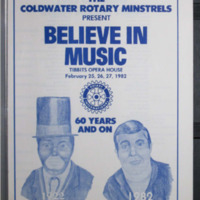 THE
COLDWATER ROTARY MINSTRELS
PRESENT
BELIEVE IN
MUSIC
TIBBITS OPERA HOUSE
February 25, 26, 27, 1982
60 YEARS
AND ON
1982